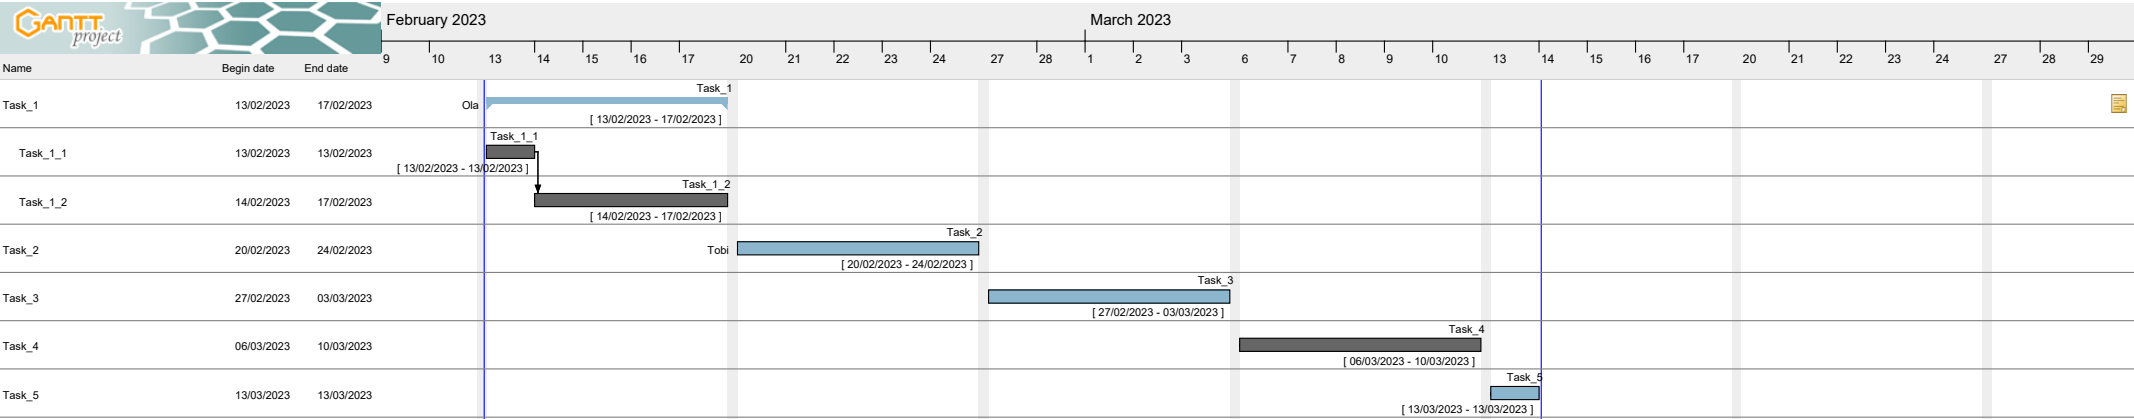 GANTT
project
February 2023
March 2023
9 10 13 14 15 16 17 20 21 22 23 24 27 28 1 2 3 6 7 8 9 10 13 14 15 16 17 20 21 22 23 24 27 28 29
Name Begin date End date
Task_1 13/02/2023 17/02/2023 Ola Task_1
[ 13/02/2023 - 17/02/2023 ]
Task_1_1 13/02/2023 13/02/2023 Task_1_1
[ 13/02/2023 - 13/02/2023 ]
Task_1_2 14/02/2023 17/02/2023 Task_1_2
[ 14/02/2023 - 17/02/2023 ]
Task_2 20/02/2023 24/02/2023 Tobi Task_2
[ 20/02/2023 - 24/02/2023 ]
Task_3 27/02/2023 03/03/2023 Task_3
[ 27/02/2023 - 03/03/2023 ]
Task_4 06/03/2023 10/03/2023 Task_4
[ 06/03/2023 - 10/03/2023 ]
Task_5 13/03/2023 13/03/2023 Task_5
[ 13/03/2023 - 13/03/2023 ]